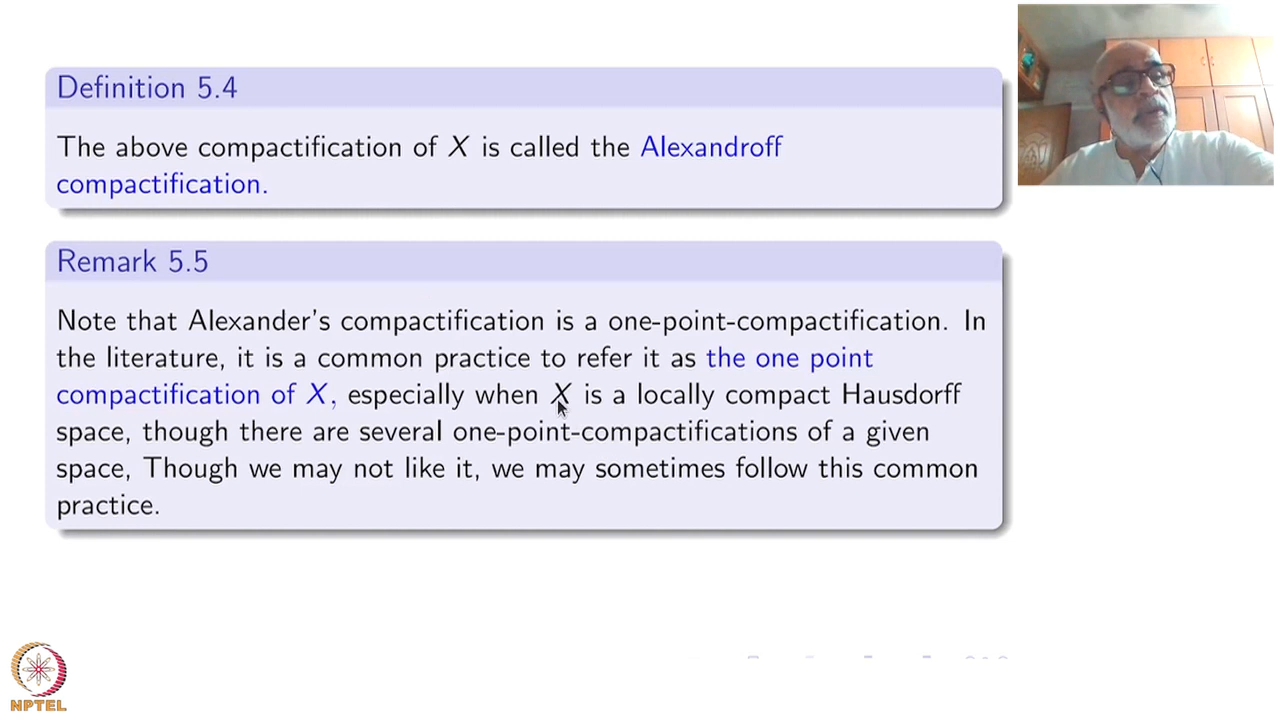 Definition 5.4
The above compactification of X is called the Alexandroff
compactification.
Remark 5.5
Note that Alexander's compactification is a one-point-compactification. In
the literature, it is a common practice to refer it as the one point
compactification of X, especially when X is a locally compact Hausdorff
space, though there are several one-point-compactifications of a given
space, Though we may not like it, we may sometimes follow this common
practice.
NPTEL